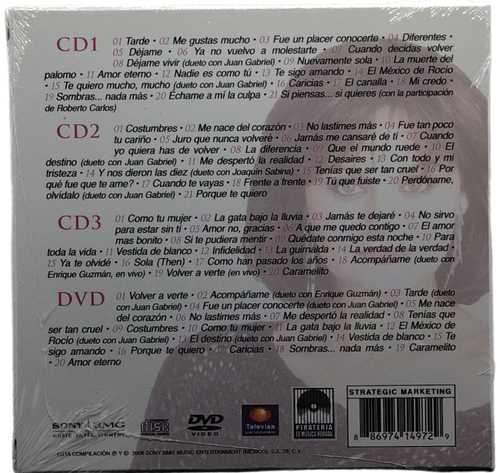 CD1 01 Tarde · 02 Me gustas mucho · 03 Fue un placer conocerte · 04 Diferentes ·
05 Déjame · 06 Ya no vuelvo a molestarte · 07 Cuando decidas volver
08 Déjame vivir (dueto con Juan Gabriel) · 09 Nuevamente sola · 10 La muerte del
palomo · 11 Amor eterno · 12 Nadie es como tú · 13 Te sigo amando · 14 El México de Rocío
· 15 Te quiero mucho, mucho (dueto con Juan Gabriel) · 16 Caricias · 17 El canalla · 18 Mi credo ·
19 Sombras... nada más · 20 Échame a mí la culpa · 21 Si piensas... si quieres (con la participación
de Roberto Carlos)
CD2 01 Costumbres · 02 Me nace del corazón · 03 No lastimes más · 04 Fue tan poco
tu cariño · 05 Juro que nunca volveré · 06 Jamás me cansaré de ti · 07 Cuando
yo quiera has de volver · 08 La diferencia · 09 Que el mundo ruede · 10 El
destino (dueto con Juan Gabriel) · 11 Me despertó la realidad · 12 Desaires · 13 Con todo y mi
tristeza · 14 Y nos dieron las diez (dueto con Joaquín Sabina) · 15 Tenías que ser tan cruel · 16 Por
qué fue que te ame? · 17 Cuando te vayas · 18 Frente a frente · 19 Tú que fuiste · 20 Perdóname,
olvídalo (dueto con Juan Gabriel) · 21 Porque te quiero
CD3 01 Como tu mujer · 02 La gata bajo la lluvia · 03 Jamás te dejaré · 04 No sirvo
para estar sin ti · 05 Amor no, gracias · 06 A que me quedo contigo · 07 El amor
mas bonito · 08 Si te pudiera mentir · 09 Quédate conmigo esta noche · 10 Para
toda la vida · 11 Vestida de blanco · 12 Infidelidad · 13 La guirnalda · 14 La verdad de la verdad ·
15 Ya te olvidé · 16 Sola (Then) · 17 Como han pasado los años · 18 Acompáñame (dueto con
Enrique Guzmán, en vivo) · 19 Volver a verte (en vivo) · 20 Caramelito
DVD 01 Volver a verte · 02 Acompáñame (dueto con Enrique Guzmán) · 03 Tarde (dueto
con Juan Gabriel) · 04 Fue un placer conocerte (dueto con Juan Gabriel) · 05 Me nace
del corazón · 06 No lastimes más · 07 Me despertó la realidad · 08 Tenías que
ser tan cruel · 09 Costumbres · 10 Como tu mujer · 11 La gata bajo la lluvia · 12 El México de
Rocío (dueto con Juan Gabriel) · 13 El destino (dueto con Juan Gabriel) · 14 Vestida de blanco · 15 Te
sigo amando · 16 Porque te quiero · 17 Caricias · 18 Sombras... nada más · 19 Caramelito
· 20 Amor eterno
STRATEGIC MARKETING
SONY BMG
MUSIC ENTERTAINMENT
disc
DVD
VIDEO
Televisa
PIRATERIA
ES MUSICA ROBADA
8 86974 14972 9
ESTA COMPILACIÓN ℗ Y © 2008 SONY BMG MUSIC ENTERTAINMENT (MÉXICO), S.A. DE C.V.